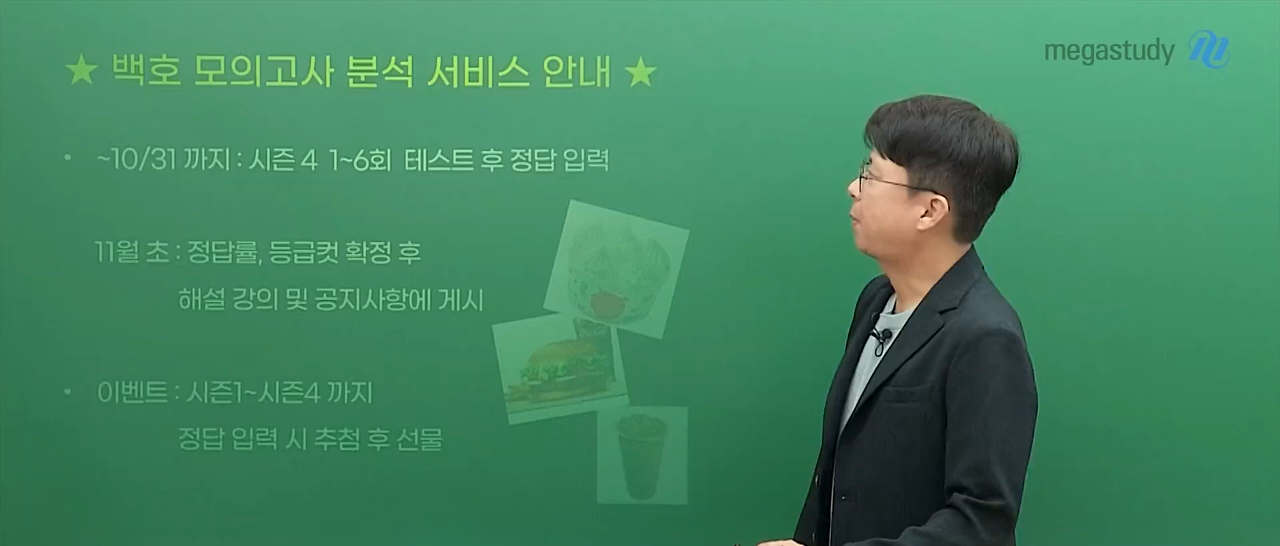 ★ 백호 모의고사 분석 서비스 안내 ★
megastudy
• ~10/31 까지 : 시즌 4 1~6회 테스트 후 정답 입력
11월 초 : 정답률, 등급컷 확정 후
해설 강의 및 공지사항에 게시
• 이벤트 : 시즌1~시즌4 까지
정답 입력 시 추첨 후 선물